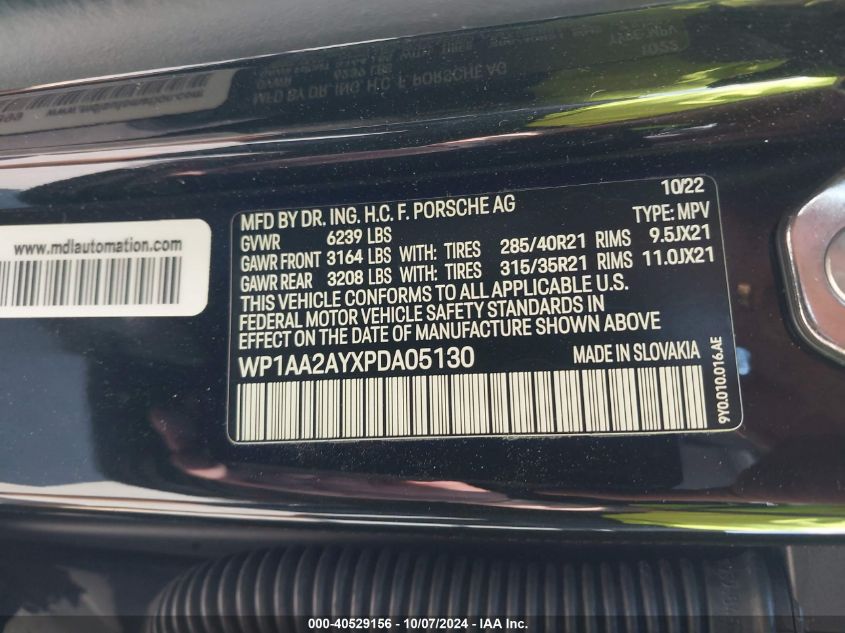 MFD BY DR. ING. H.C. F. PORSCHE AG 10/22
GVWR 6239 LBS TYPE: MPV
GAWR FRONT 3164 LBS WITH: TIRES 285/40R21 RIMS 9.5JX21
GAWR REAR 3208 LBS WITH: TIRES 315/35R21 RIMS 11.0JX21
THIS VEHICLE CONFORMS TO ALL APPLICABLE U.S.
FEDERAL MOTOR VEHICLE SAFETY STANDARDS IN
EFFECT ON THE DATE OF MANUFACTURE SHOWN ABOVE
WP1AA2AYXPDA05130 MADE IN SLOVAKIA
9Y0.010.016.AE
www.mdlautomation.com
000-40529156 - 10/07/2024 - IAA Inc.